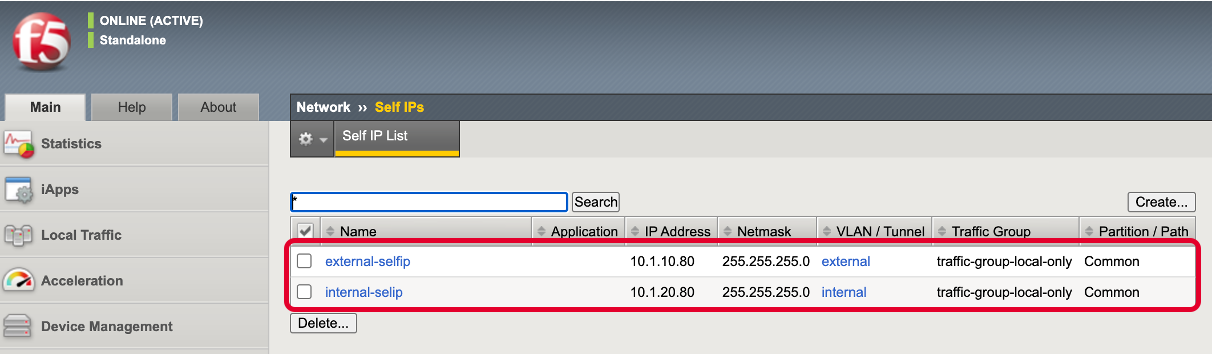 f5
ONLINE (ACTIVE)
Standalone
Main
Help
About
Network ›› Self IPs
Statistics
Self IP List
iApps
*
Search
Create...
Name
Application
IP Address
Netmask
VLAN / Tunnel
Traffic Group
Partition / Path
Local Traffic
external-selfip 10.1.10.80 255.255.255.0 external traffic-group-local-only Common
Acceleration
internal-selip 10.1.20.80 255.255.255.0 internal traffic-group-local-only Common
Device Management
Delete...